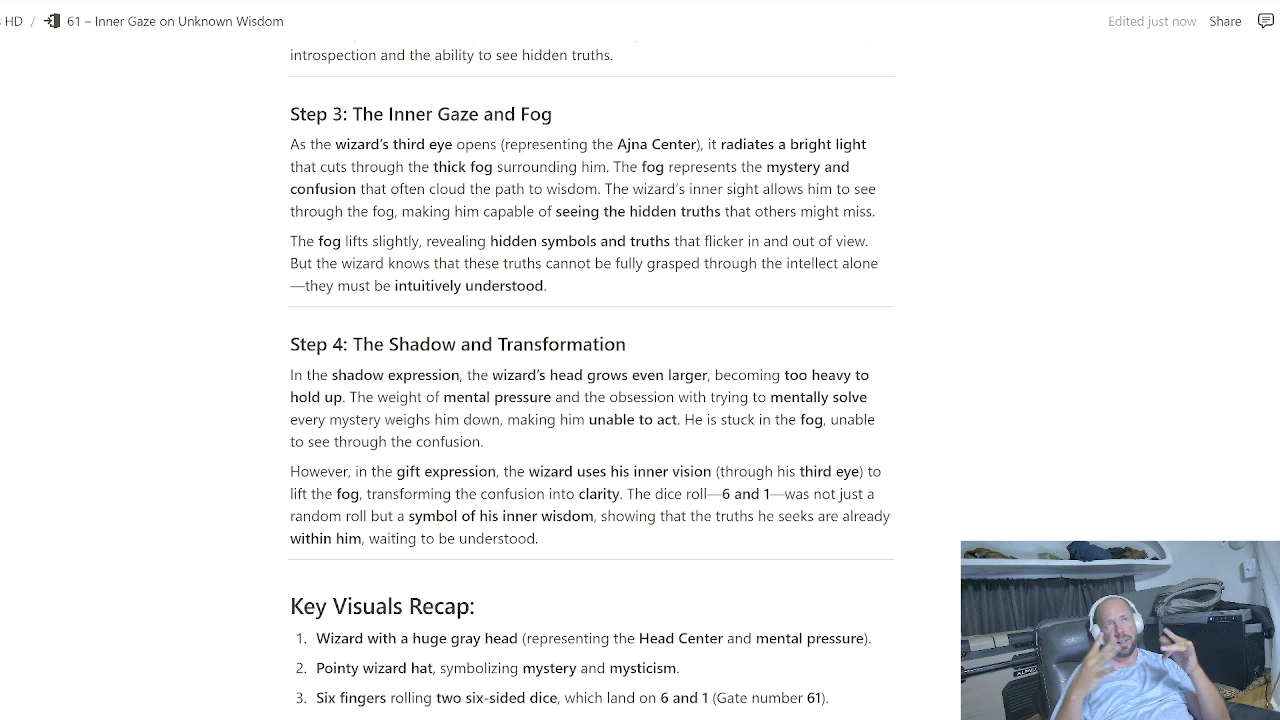 HD / 61 – Inner Gaze on Unknown Wisdom
Edited just now Share
introspection and the ability to see hidden truths.
Step 3: The Inner Gaze and Fog
As the wizard’s third eye opens (representing the Ajna Center), it radiates a bright light
that cuts through the thick fog surrounding him. The fog represents the mystery and
confusion that often cloud the path to wisdom. The wizard’s inner sight allows him to see
through the fog, making him capable of seeing the hidden truths that others might miss.
The fog lifts slightly, revealing hidden symbols and truths that flicker in and out of view.
But the wizard knows that these truths cannot be fully grasped through the intellect alone
—they must be intuitively understood.
Step 4: The Shadow and Transformation
In the shadow expression, the wizard’s head grows even larger, becoming too heavy to
hold up. The weight of mental pressure and the obsession with trying to mentally solve
every mystery weighs him down, making him unable to act. He is stuck in the fog, unable
to see through the confusion.
However, in the gift expression, the wizard uses his inner vision (through his third eye) to
lift the fog, transforming the confusion into clarity. The dice roll—6 and 1—was not just a
random roll but a symbol of his inner wisdom, showing that the truths he seeks are already
within him, waiting to be understood.
Key Visuals Recap:
1. Wizard with a huge gray head (representing the Head Center and mental pressure).
2. Pointy wizard hat, symbolizing mystery and mysticism.
3. Six fingers rolling two six-sided dice, which land on 6 and 1 (Gate number 61).